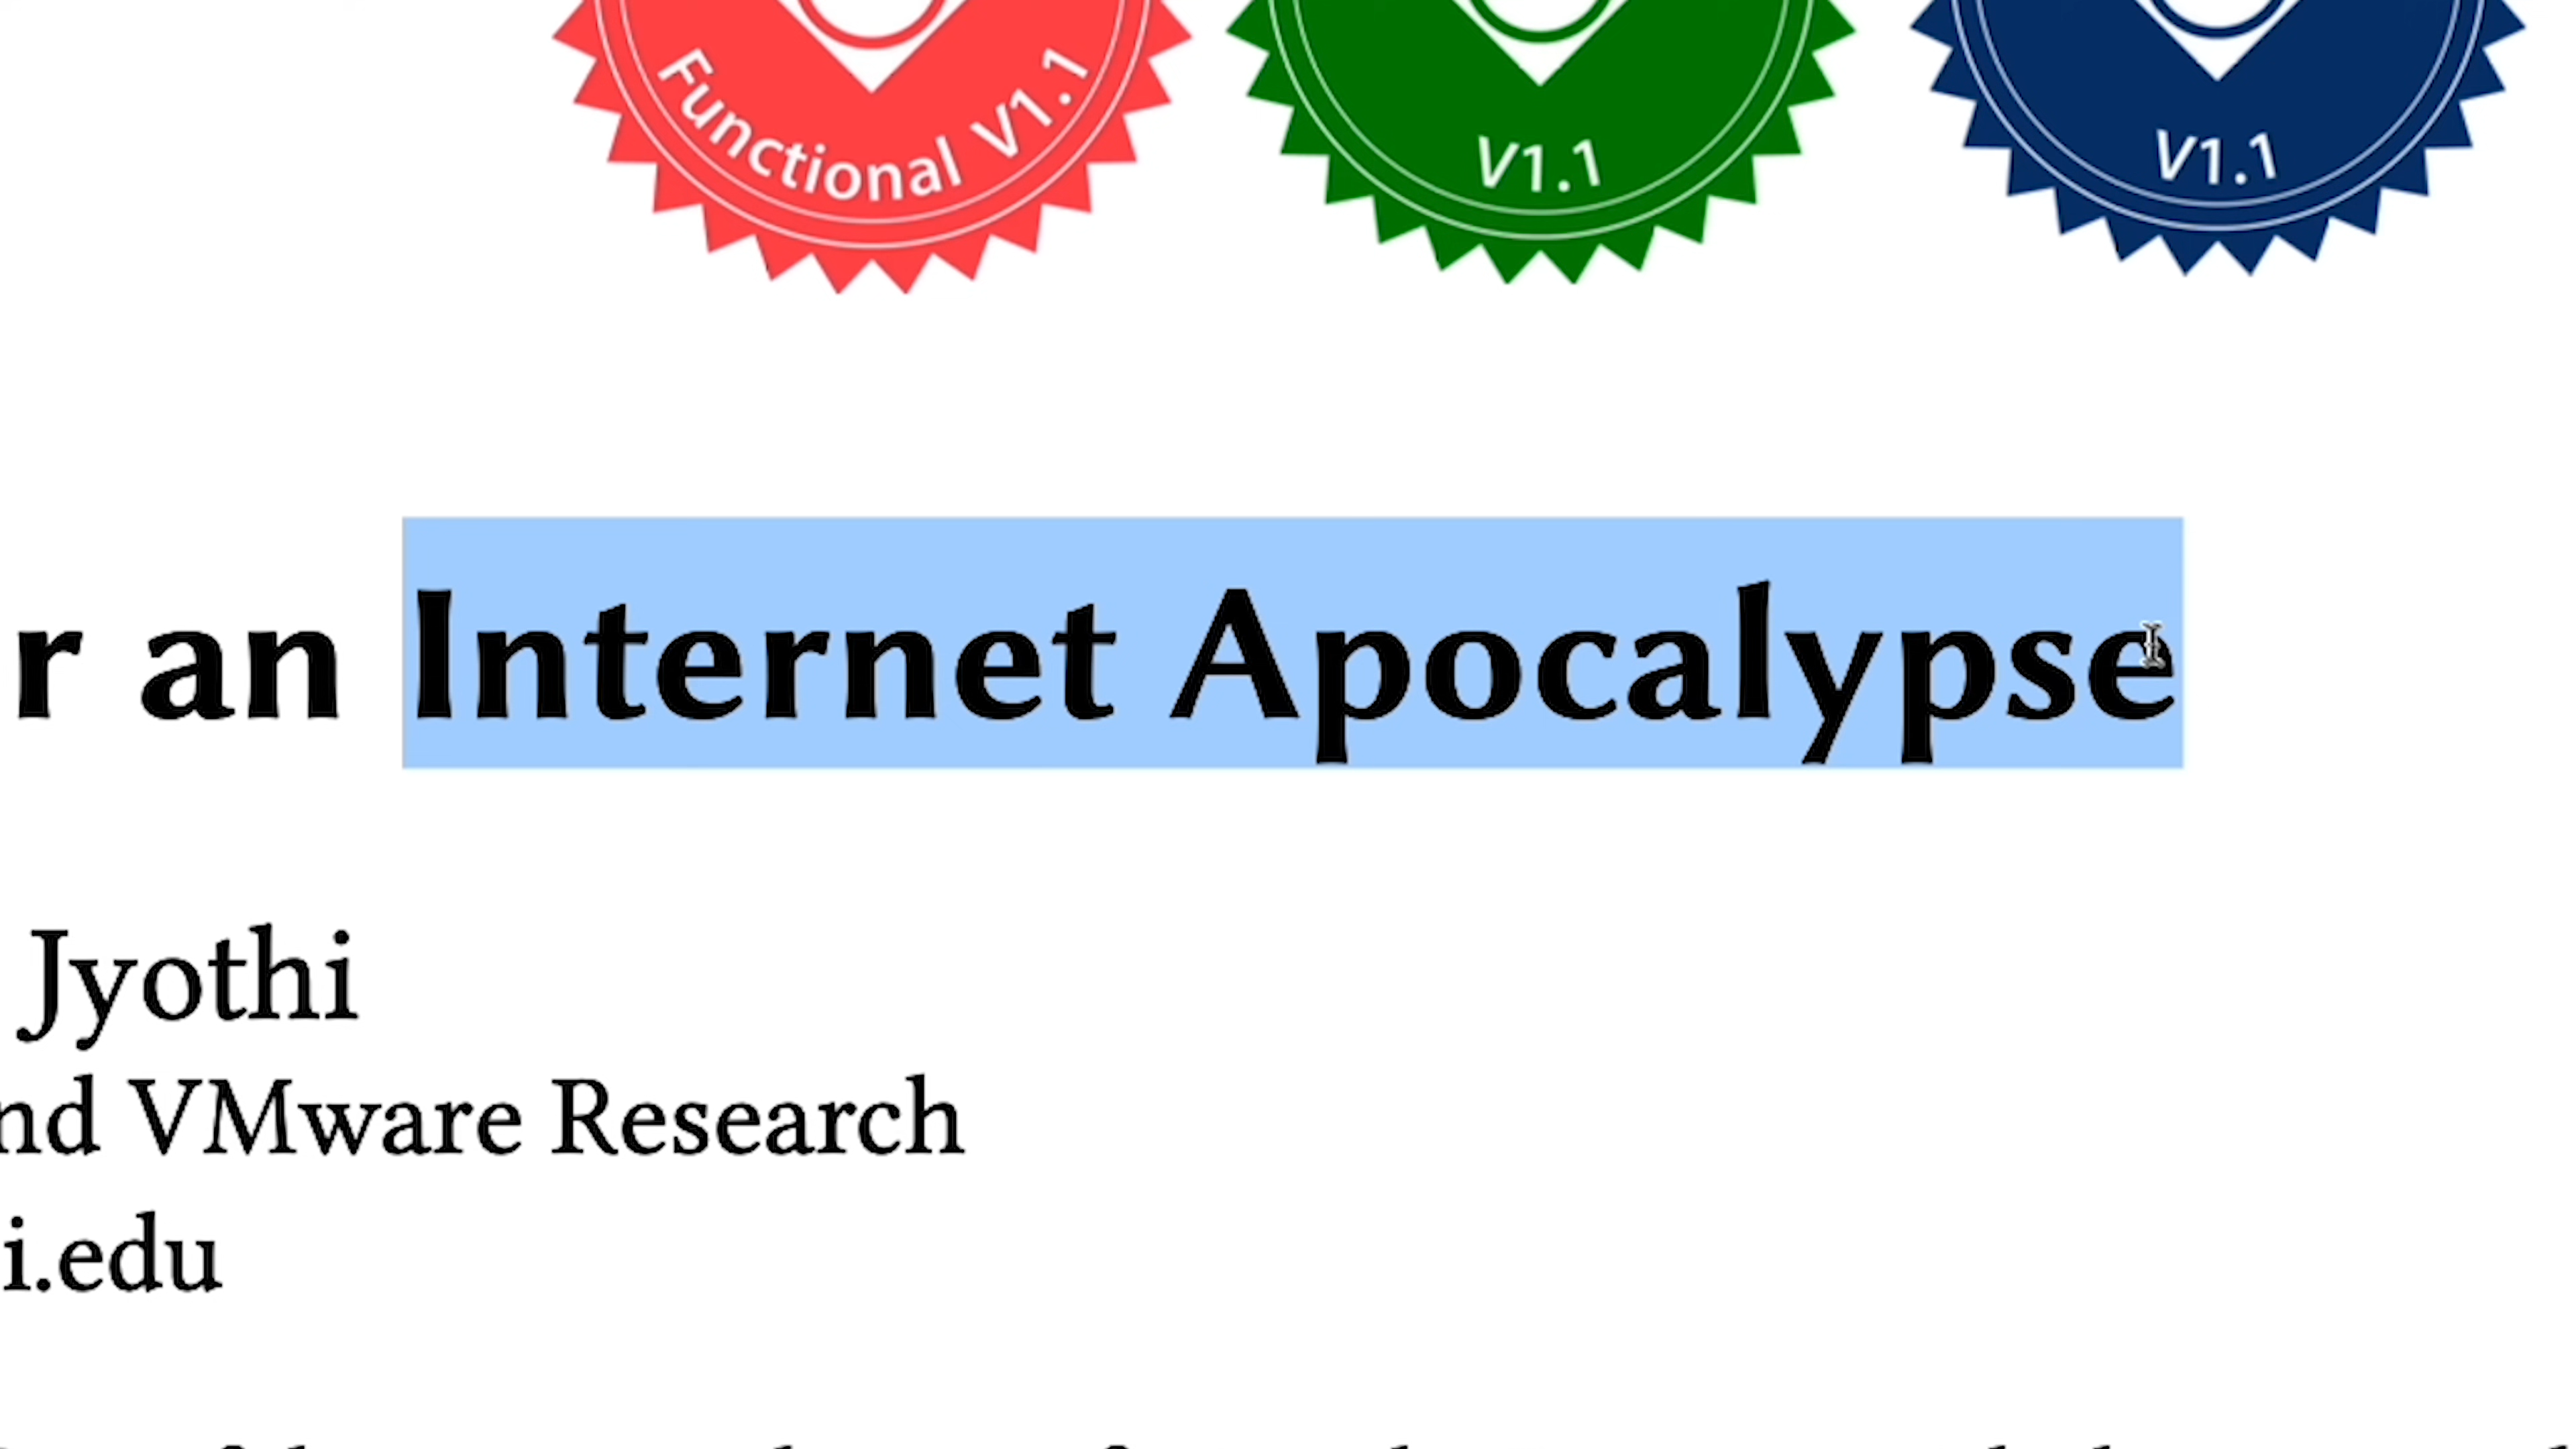 Functional V1.1
V1.1
V1.1
r an Internet Apocalypse
Jyothi
nd VMware Research
i.edu